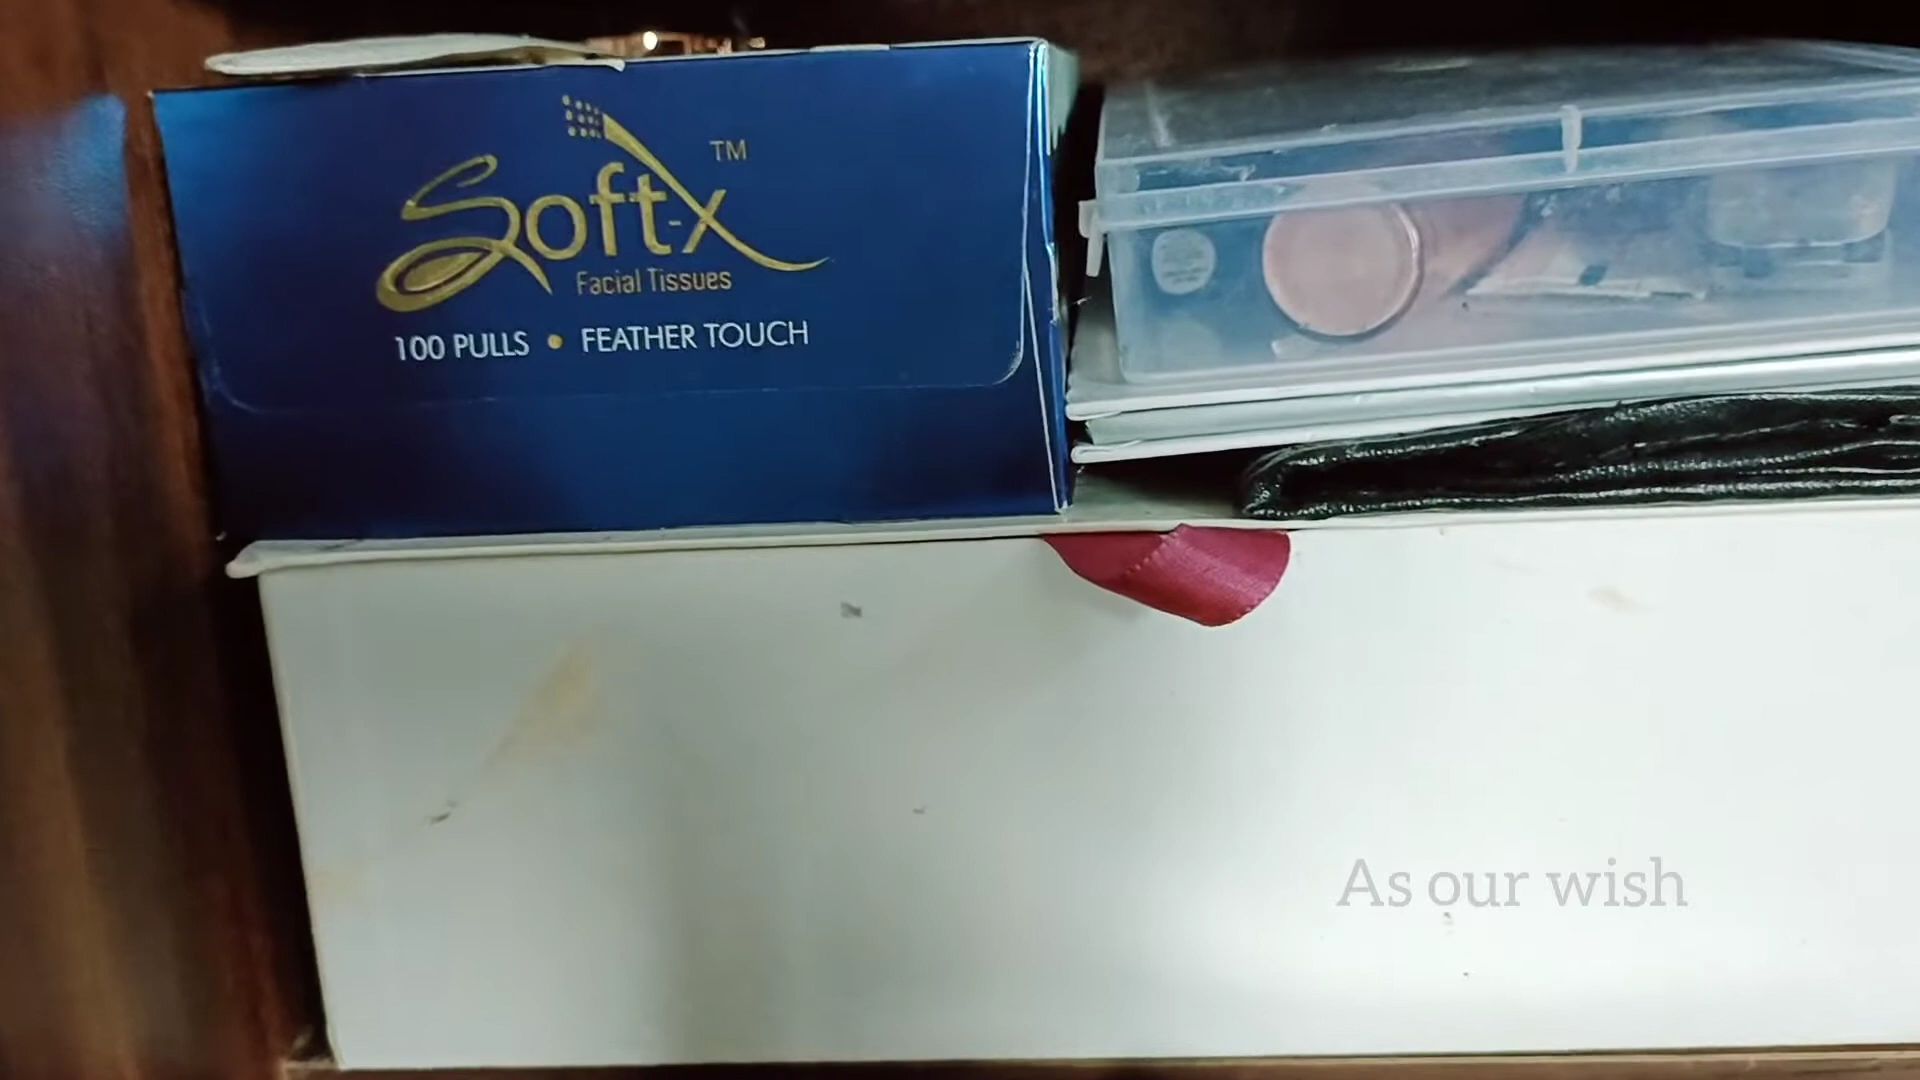 Soft-x TM
Facial Tissues
100 PULLS • FEATHER TOUCH
As our wish